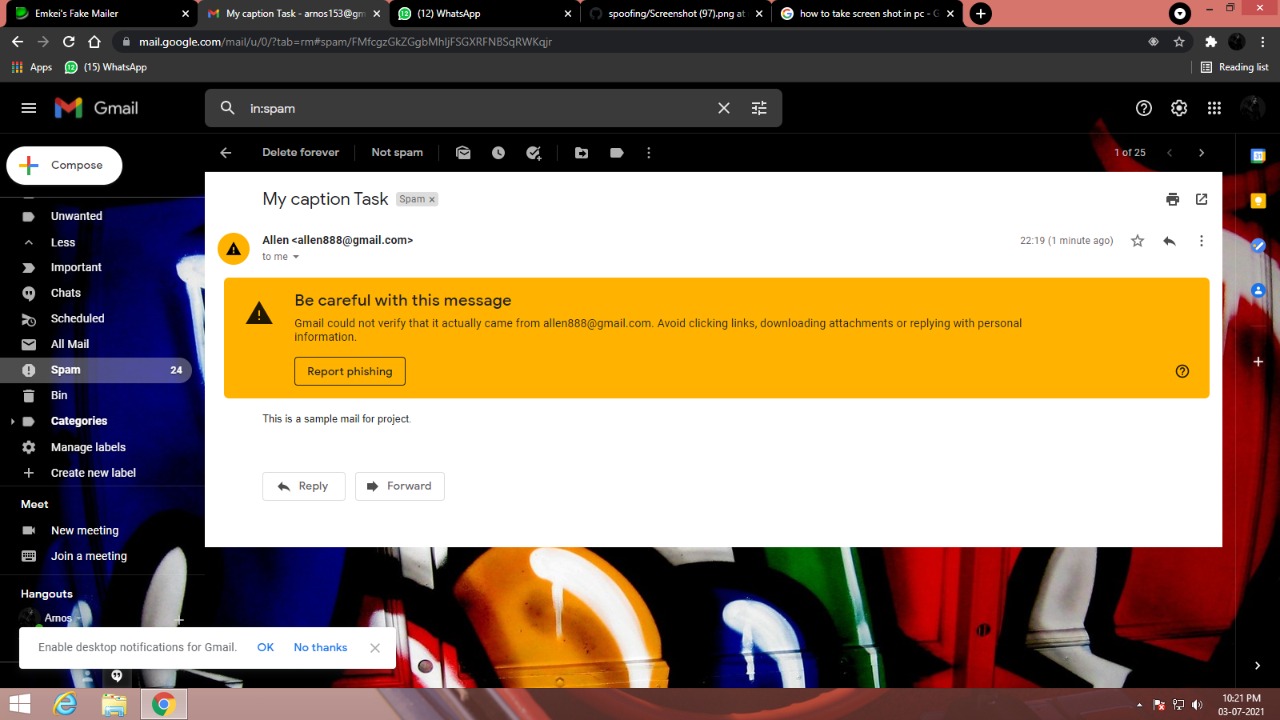 Emkei's Fake Mailer
My caption Task - amos153@gm
(12) WhatsApp
spoofing/Screenshot (97).png at
how to take screen shot in pc - G
mail.google.com/mail/u/0/?tab=rm#spam/FMfcgzGkZGgbMhljFSGXRFNBSqRWKqjr
Apps
(15) WhatsApp
Reading list
Gmail
in:spam
Compose
Delete forever
Not spam
1 of 25
Unwanted
Less
Important
Chats
Scheduled
All Mail
Spam 24
Bin
Categories
Manage labels
Create new label
Meet
New meeting
Join a meeting
Hangouts
Amos
My caption Task Spam ×
Allen <allen888@gmail.com>
22:19 (1 minute ago)
to me
Be careful with this message
Gmail could not verify that it actually came from allen888@gmail.com. Avoid clicking links, downloading attachments or replying with personal
information.
Report phishing
This is a sample mail for project.
Reply
Forward
Enable desktop notifications for Gmail. OK No thanks
10:21 PM
03-07-2021